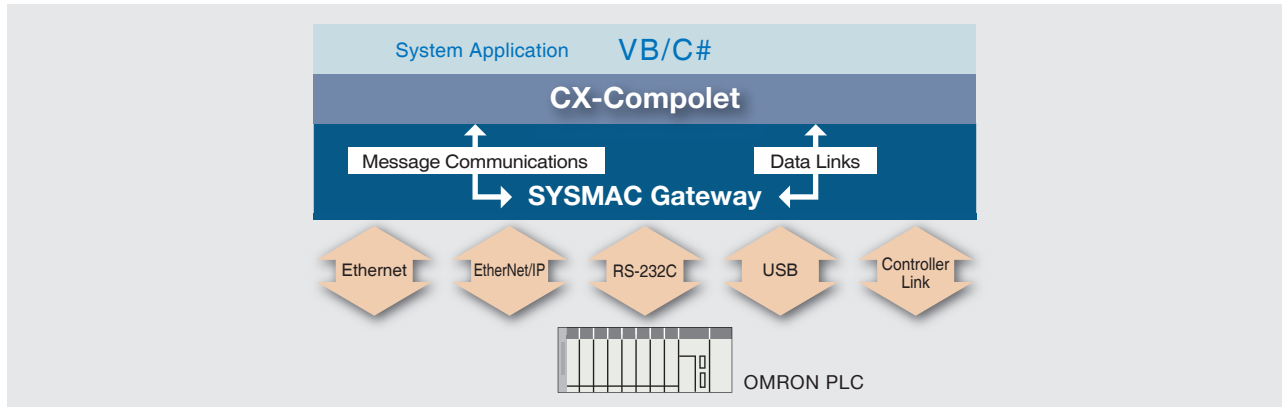 System Application VB/C#
CX-Compolet
Message Communications Data Links
SYSMAC Gateway
Ethernet EtherNet/IP RS-232C USB Controller
Link
OMRON PLC